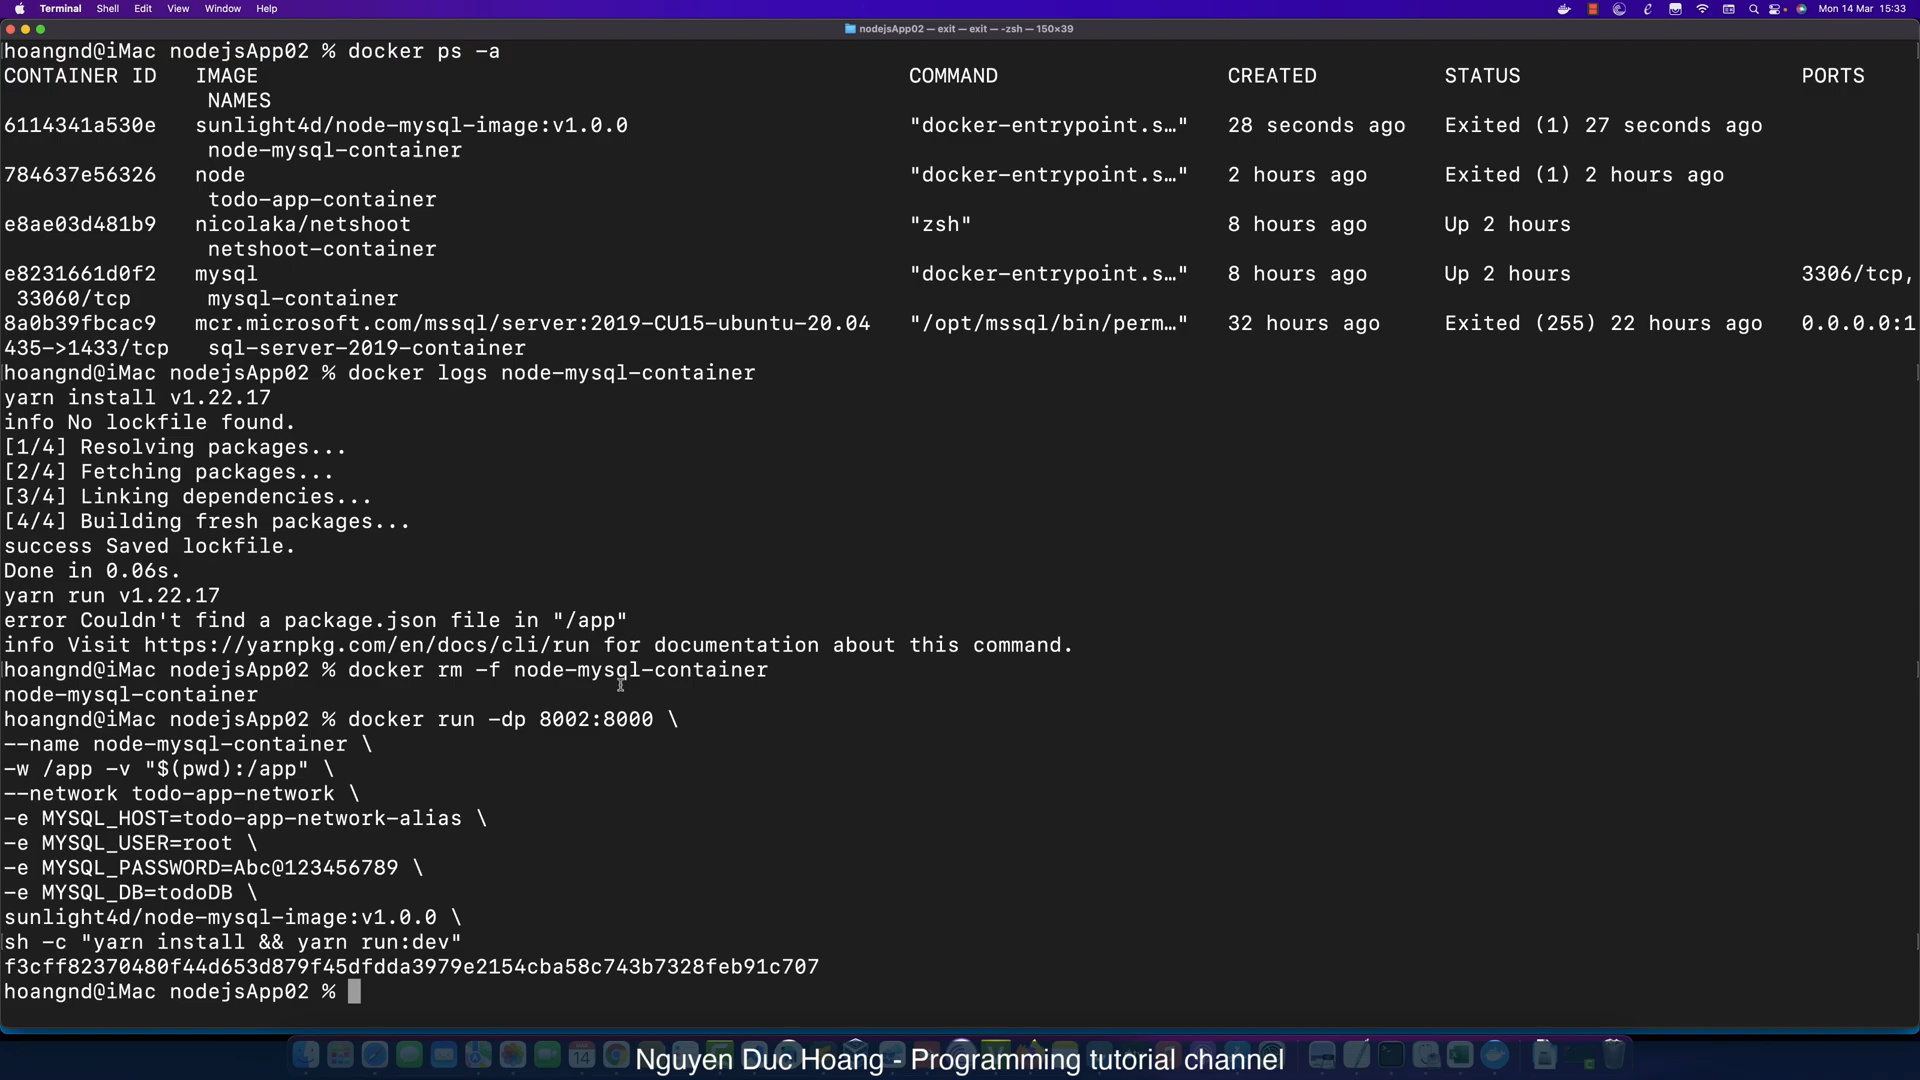 Terminal Shell Edit View Window Help Mon 14 Mar 15:33
nodejsApp02 — exit — exit — -zsh — 150×39
hoangnd@iMac nodejsApp02 % docker ps -a
CONTAINER ID IMAGE COMMAND CREATED STATUS PORTS
NAMES
6114341a530e sunlight4d/node-mysql-image:v1.0.0 "docker-entrypoint.s…" 28 seconds ago Exited (1) 27 seconds ago
node-mysql-container
784637e56326 node "docker-entrypoint.s…" 2 hours ago Exited (1) 2 hours ago
todo-app-container
e8ae03d481b9 nicolaka/netshoot "zsh" 8 hours ago Up 2 hours
netshoot-container
e8231661d0f2 mysql "docker-entrypoint.s…" 8 hours ago Up 2 hours 3306/tcp,
33060/tcp mysql-container
8a0b39fbcac9 mcr.microsoft.com/mssql/server:2019-CU15-ubuntu-20.04 "/opt/mssql/bin/perm…" 32 hours ago Exited (255) 22 hours ago 0.0.0.0:1
435->1433/tcp sql-server-2019-container
hoangnd@iMac nodejsApp02 % docker logs node-mysql-container
yarn install v1.22.17
info No lockfile found.
[1/4] Resolving packages...
[2/4] Fetching packages...
[3/4] Linking dependencies...
[4/4] Building fresh packages...
success Saved lockfile.
Done in 0.06s.
yarn run v1.22.17
error Couldn't find a package.json file in "/app"
info Visit https://yarnpkg.com/en/docs/cli/run for documentation about this command.
hoangnd@iMac nodejsApp02 % docker rm -f node-mysql-container
node-mysql-container
hoangnd@iMac nodejsApp02 % docker run -dp 8002:8000 \
--name node-mysql-container \
-w /app -v "$(pwd):/app" \
--network todo-app-network \
-e MYSQL_HOST=todo-app-network-alias \
-e MYSQL_USER=root \
-e MYSQL_PASSWORD=Abc@123456789 \
-e MYSQL_DB=todoDB \
sunlight4d/node-mysql-image:v1.0.0 \
sh -c "yarn install && yarn run:dev"
f3cff82370480f44d653d879f45dfdda3979e2154cba58c743b7328feb91c707
hoangnd@iMac nodejsApp02 %
Nguyen Duc Hoang - Programming tutorial channel